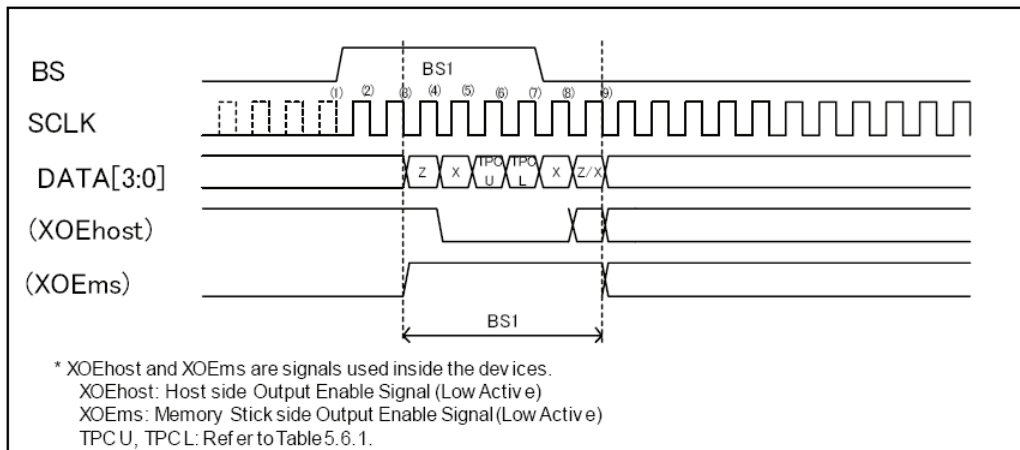 BS
BS1
(1) (2) (3) (4) (5) (6) (7) (8) (9)
SCLK
DATA[3:0]
Z X TPC U TPC L X Z/X
(XOEhost)
(XOEms)
BS1
* XOEhost and XOEms are signals used inside the devices.
XOEhost: Host side Output Enable Signal (Low Active)
XOEms: Memory Stick side Output Enable Signal (Low Active)
TPC U, TPC L: Refer to Table 5.6.1.